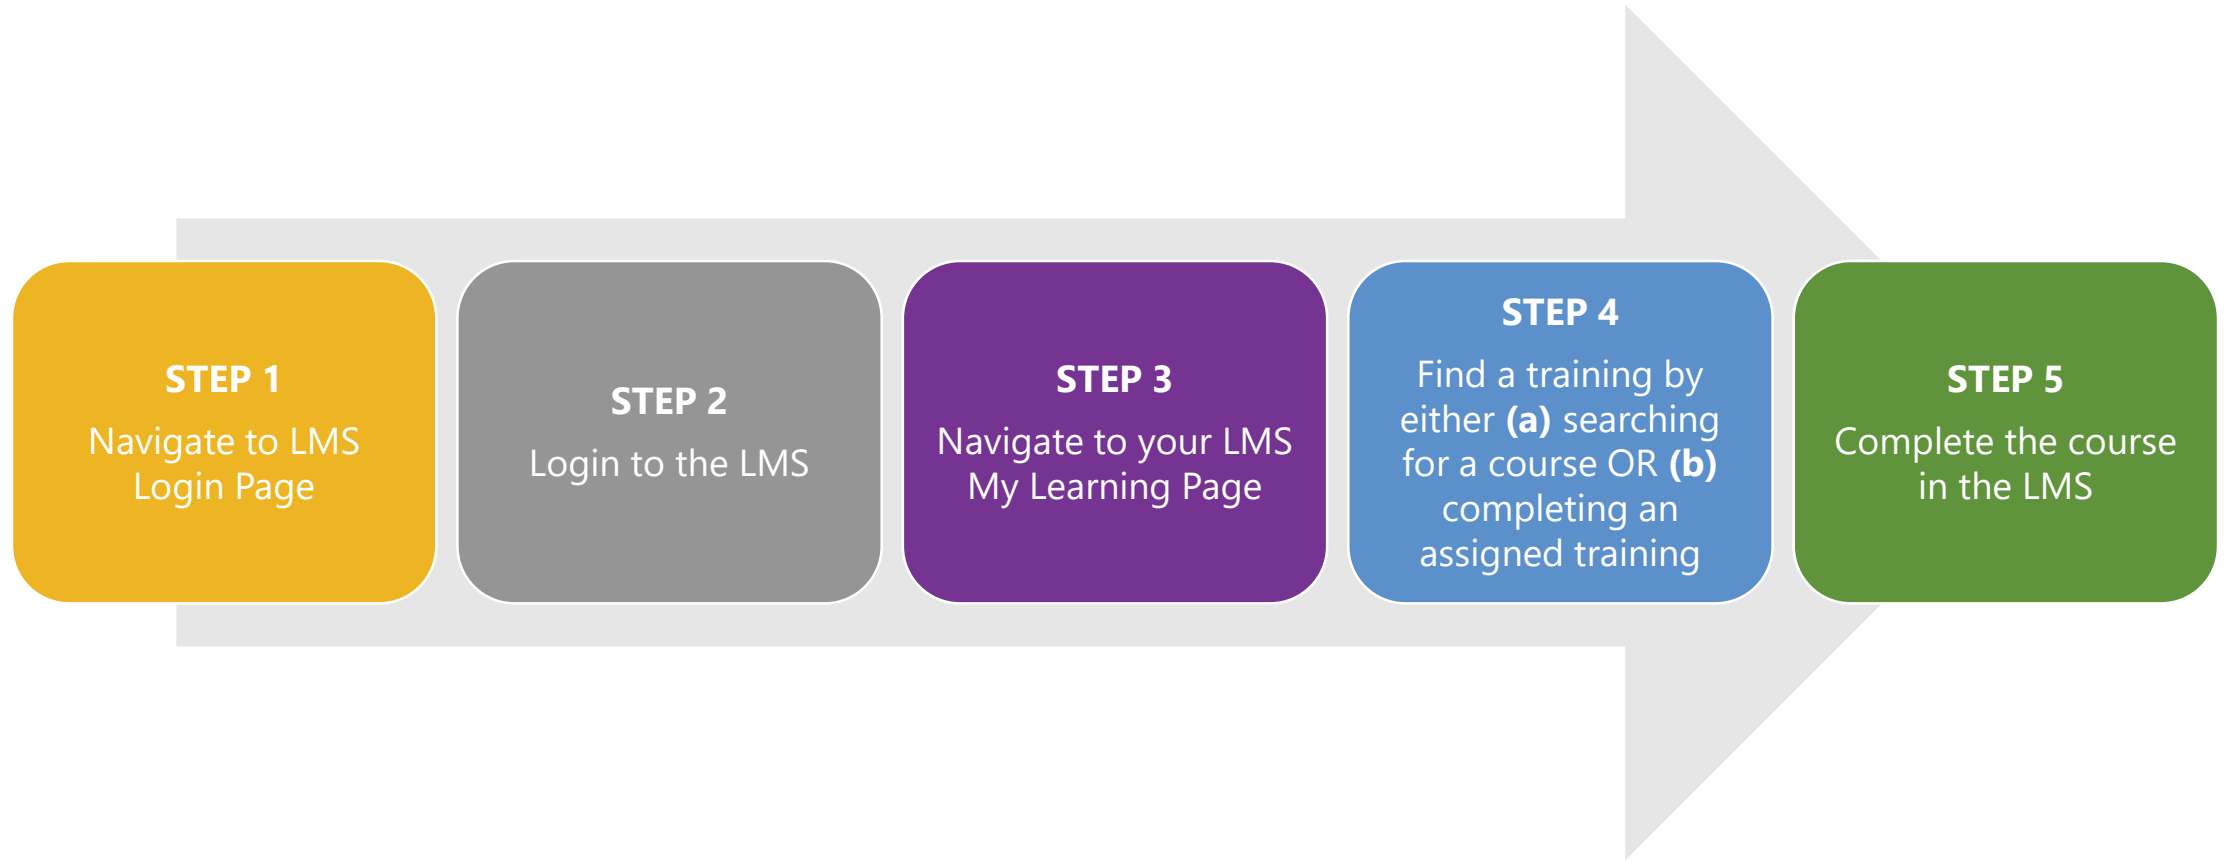 STEP 1
Navigate to LMS
Login Page
STEP 2
Login to the LMS
STEP 3
Navigate to your LMS
My Learning Page
STEP 4
Find a training by
either (a) searching
for a course OR (b)
completing an
assigned training
STEP 5
Complete the course
in the LMS